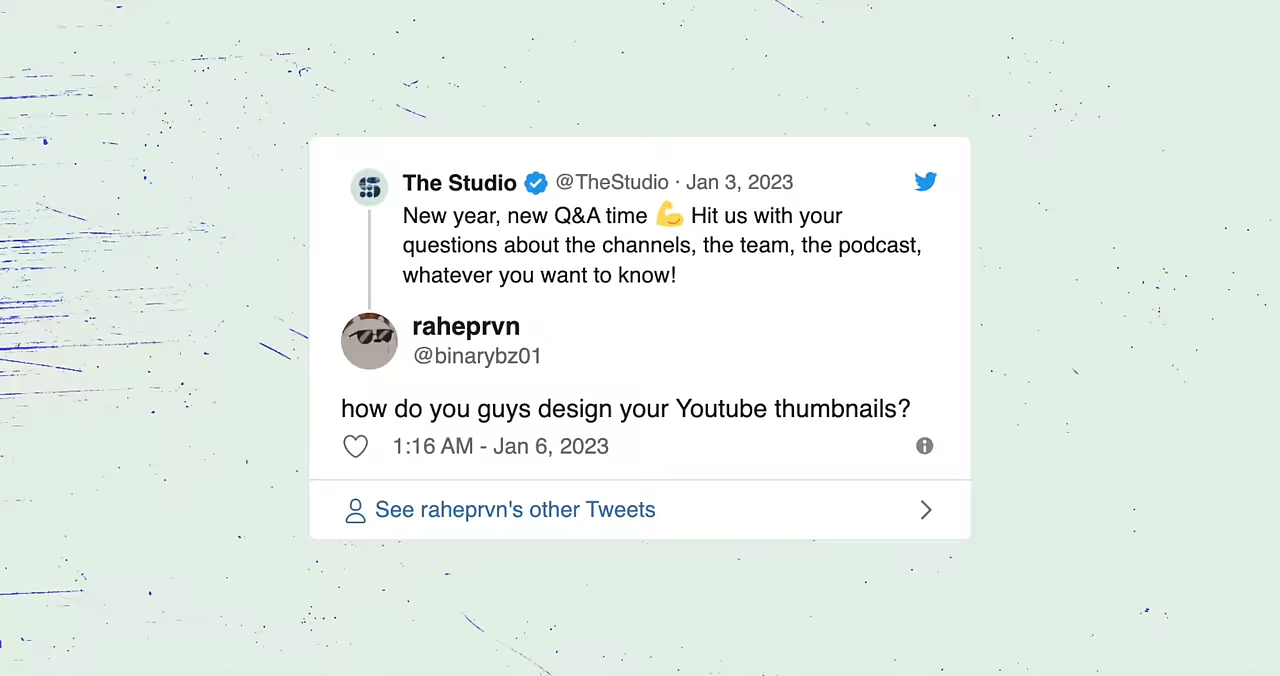 The Studio @TheStudio · Jan 3, 2023
New year, new Q&A time 💪 Hit us with your
questions about the channels, the team, the podcast,
whatever you want to know!
raheprvn
@binarybz01
how do you guys design your Youtube thumbnails?
1:16 AM - Jan 6, 2023
See raheprvn's other Tweets